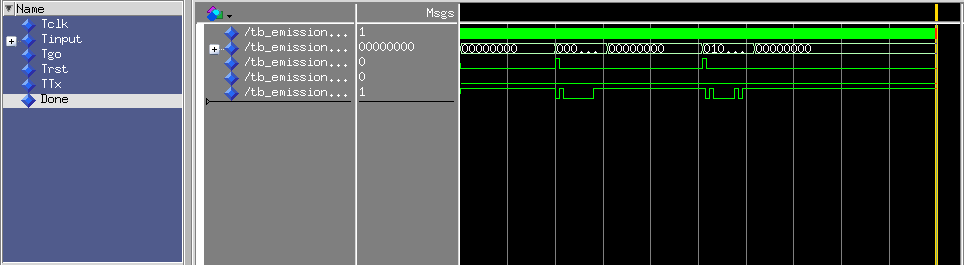 Name
Tclk
Tinput
Tgo
Trst
TTx
Done
Msgs
/tb_emission... 1
/tb_emission... 00000000 00000000 000... 00000000 010... 00000000
/tb_emission... 0
/tb_emission... 0
/tb_emission... 1